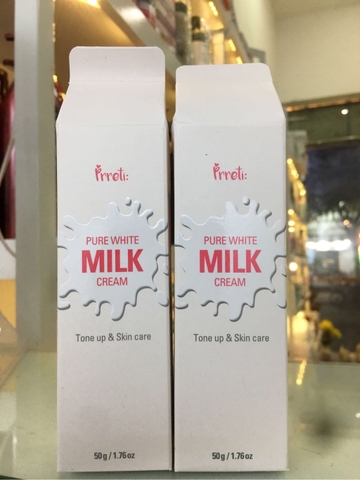 Prreti:
PURE WHITE
MILK
CREAM
Tone up & Skin care
50g / 1.76oz
Prreti:
PURE WHITE
MILK
CREAM
Tone up & Skin care
50g / 1.76oz